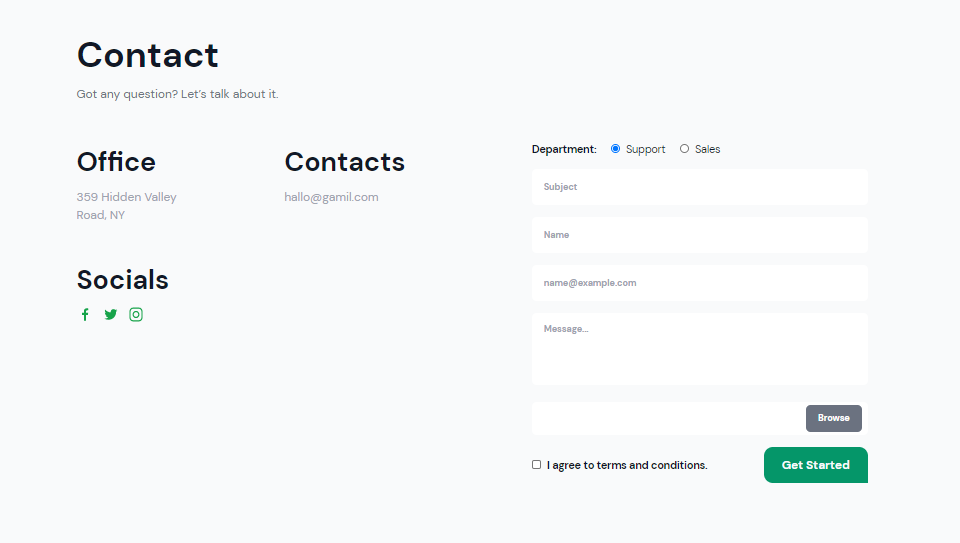 Contact
Got any question? Let's talk about it.
Office
359 Hidden Valley
Road, NY
Contacts
hallo@gamil.com
Socials
Department: Support Sales
Subject
Name
name@example.com
Message...
Browse
I agree to terms and conditions.
Get Started